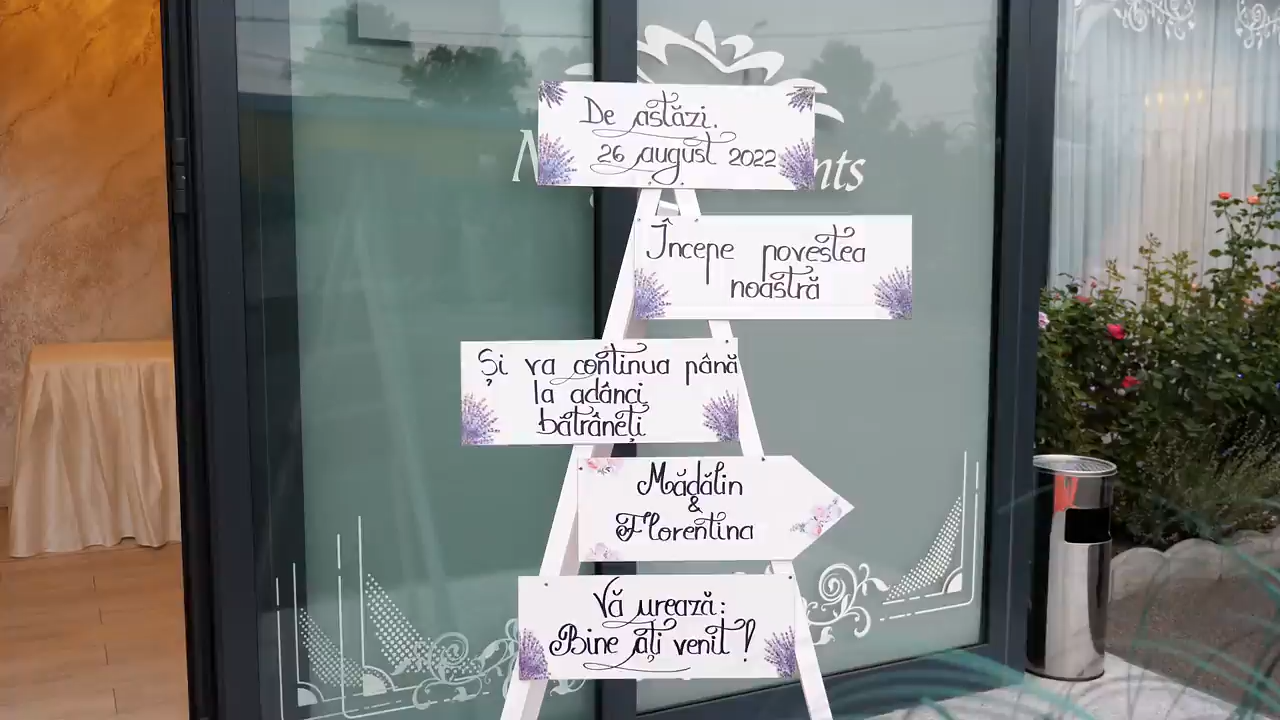 De astăzi.
26 august 2022
Începe povestea
noastră
Și va continua până
la adânci
bătrâneți
Mădălin
&
Florentina
Vă urează:
Bine ați venit!